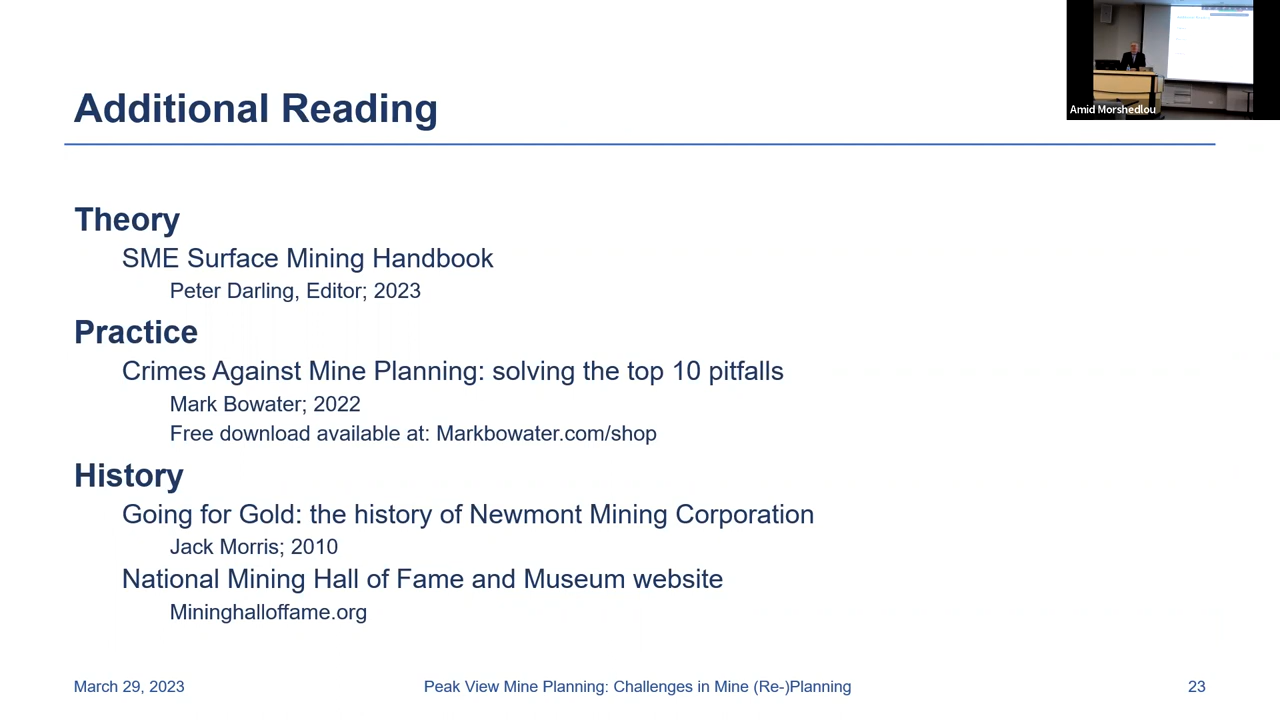 Additional Reading
Amid Morshedlou
Theory
SME Surface Mining Handbook
Peter Darling, Editor; 2023
Practice
Crimes Against Mine Planning: solving the top 10 pitfalls
Mark Bowater; 2022
Free download available at: Markbowater.com/shop
History
Going for Gold: the history of Newmont Mining Corporation
Jack Morris; 2010
National Mining Hall of Fame and Museum website
Mininghalloffame.org
March 29, 2023
Peak View Mine Planning: Challenges in Mine (Re-)Planning
23